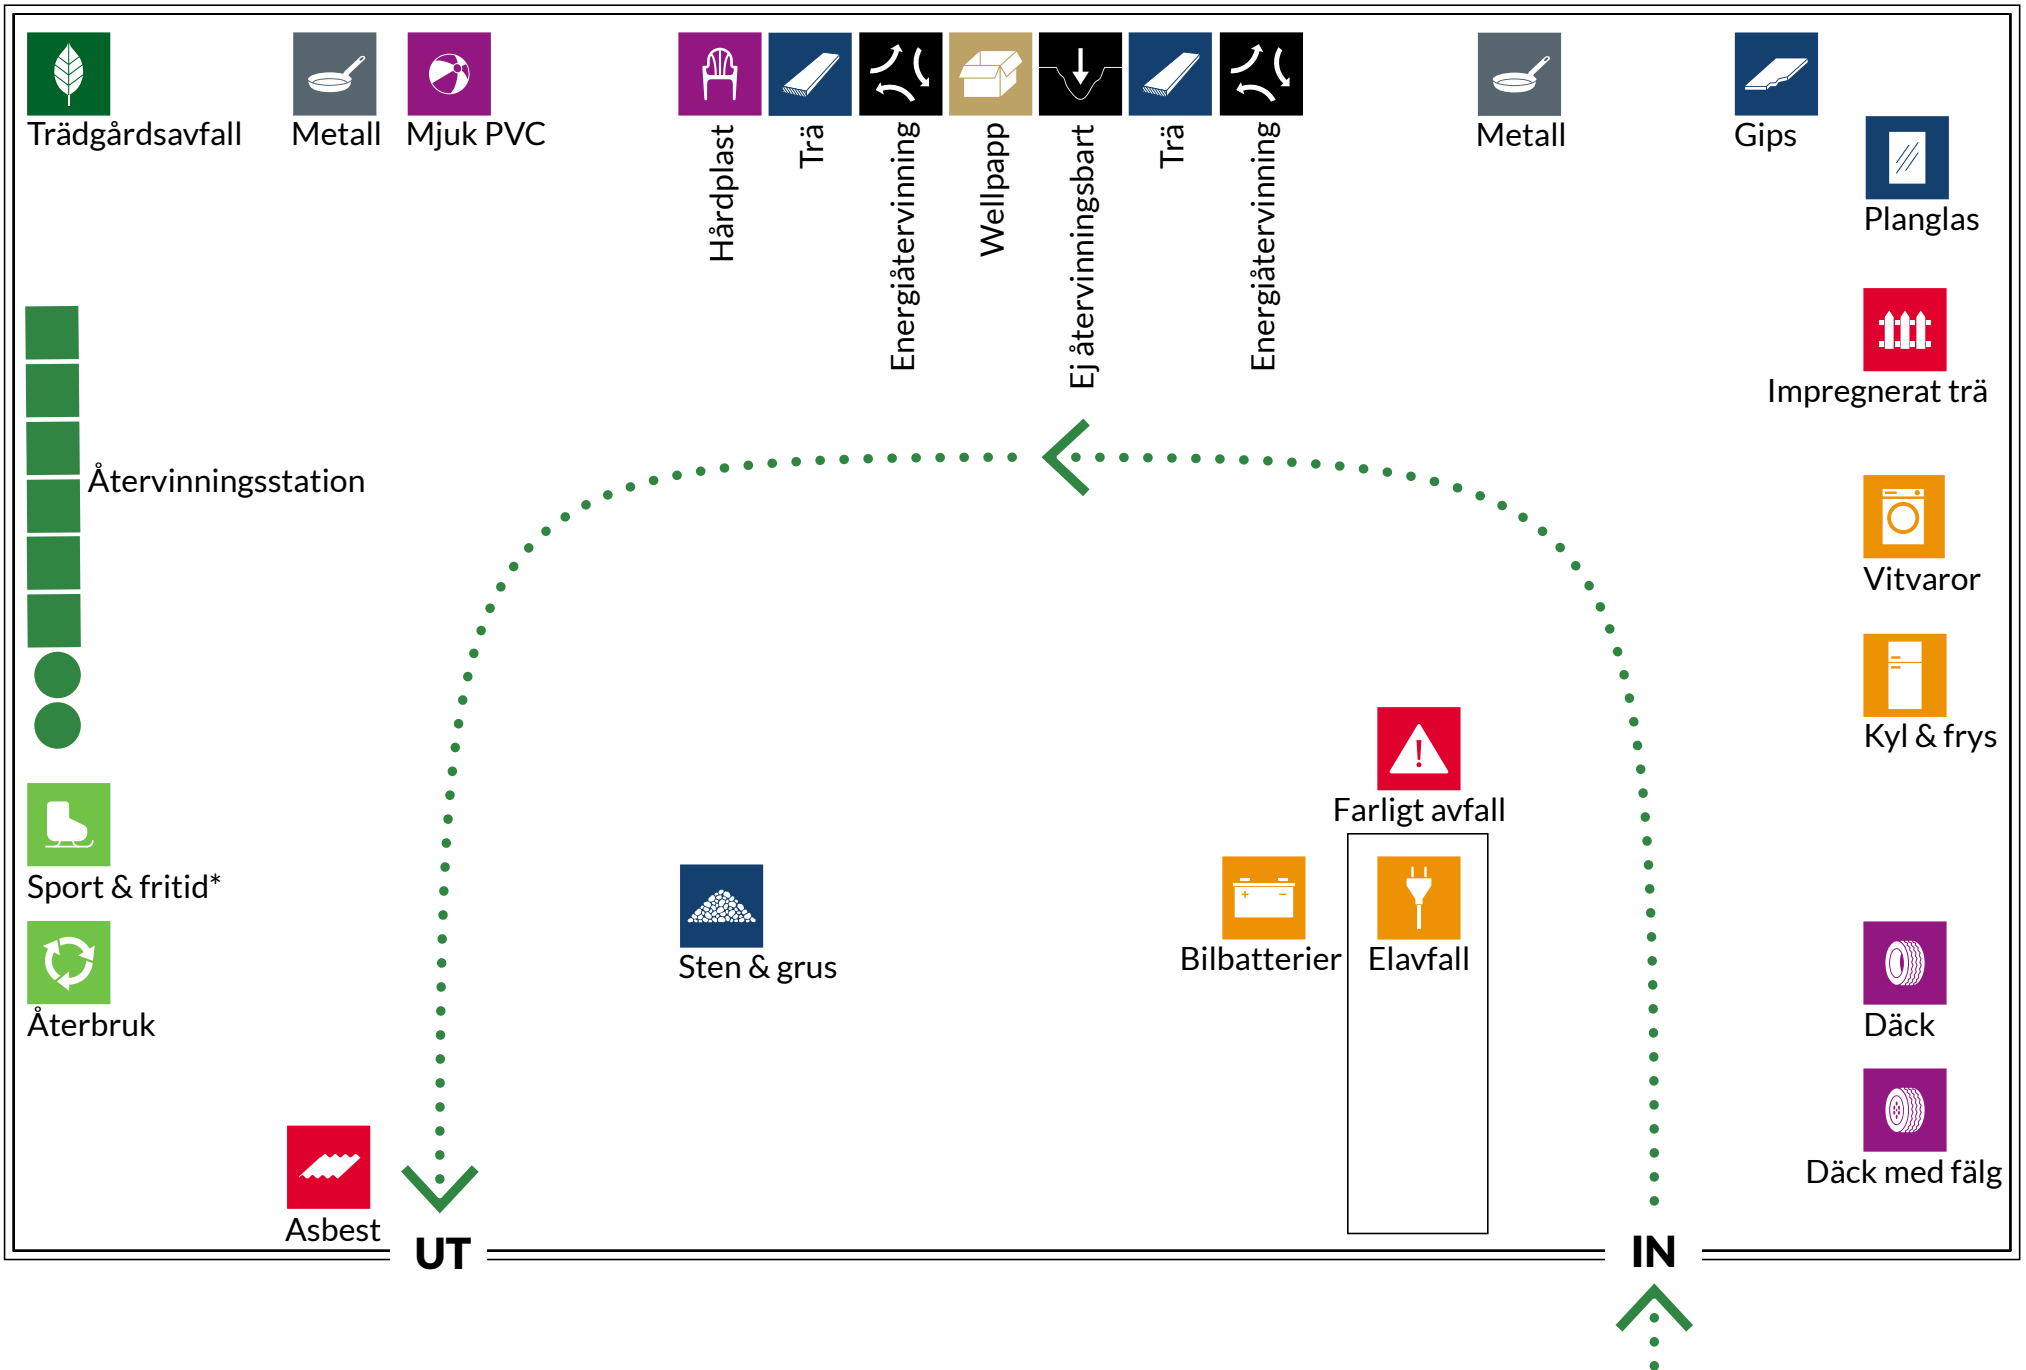 Trädgårdsavfall
Metall
Mjuk PVC
Hårdplast
Trä
Energiåtervinning
Wellpapp
Ej återvinningsbart
Trä
Energiåtervinning
Metall
Gips
Planglas
Impregnerat trä
Återvinningsstation
Vitvaror
Kyl & frys
Farligt avfall
Sport & fritid*
Sten & grus
Bilbatterier
Elavfall
Återbruk
Däck
Däck med fälg
Asbest
UT
IN